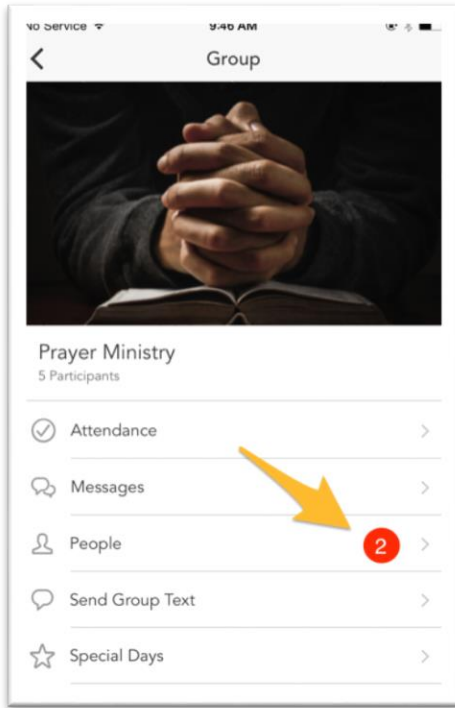 No Service 9:46 AM
Group
Prayer Ministry
5 Participants
Attendance
Messages
People 2
Send Group Text
Special Days